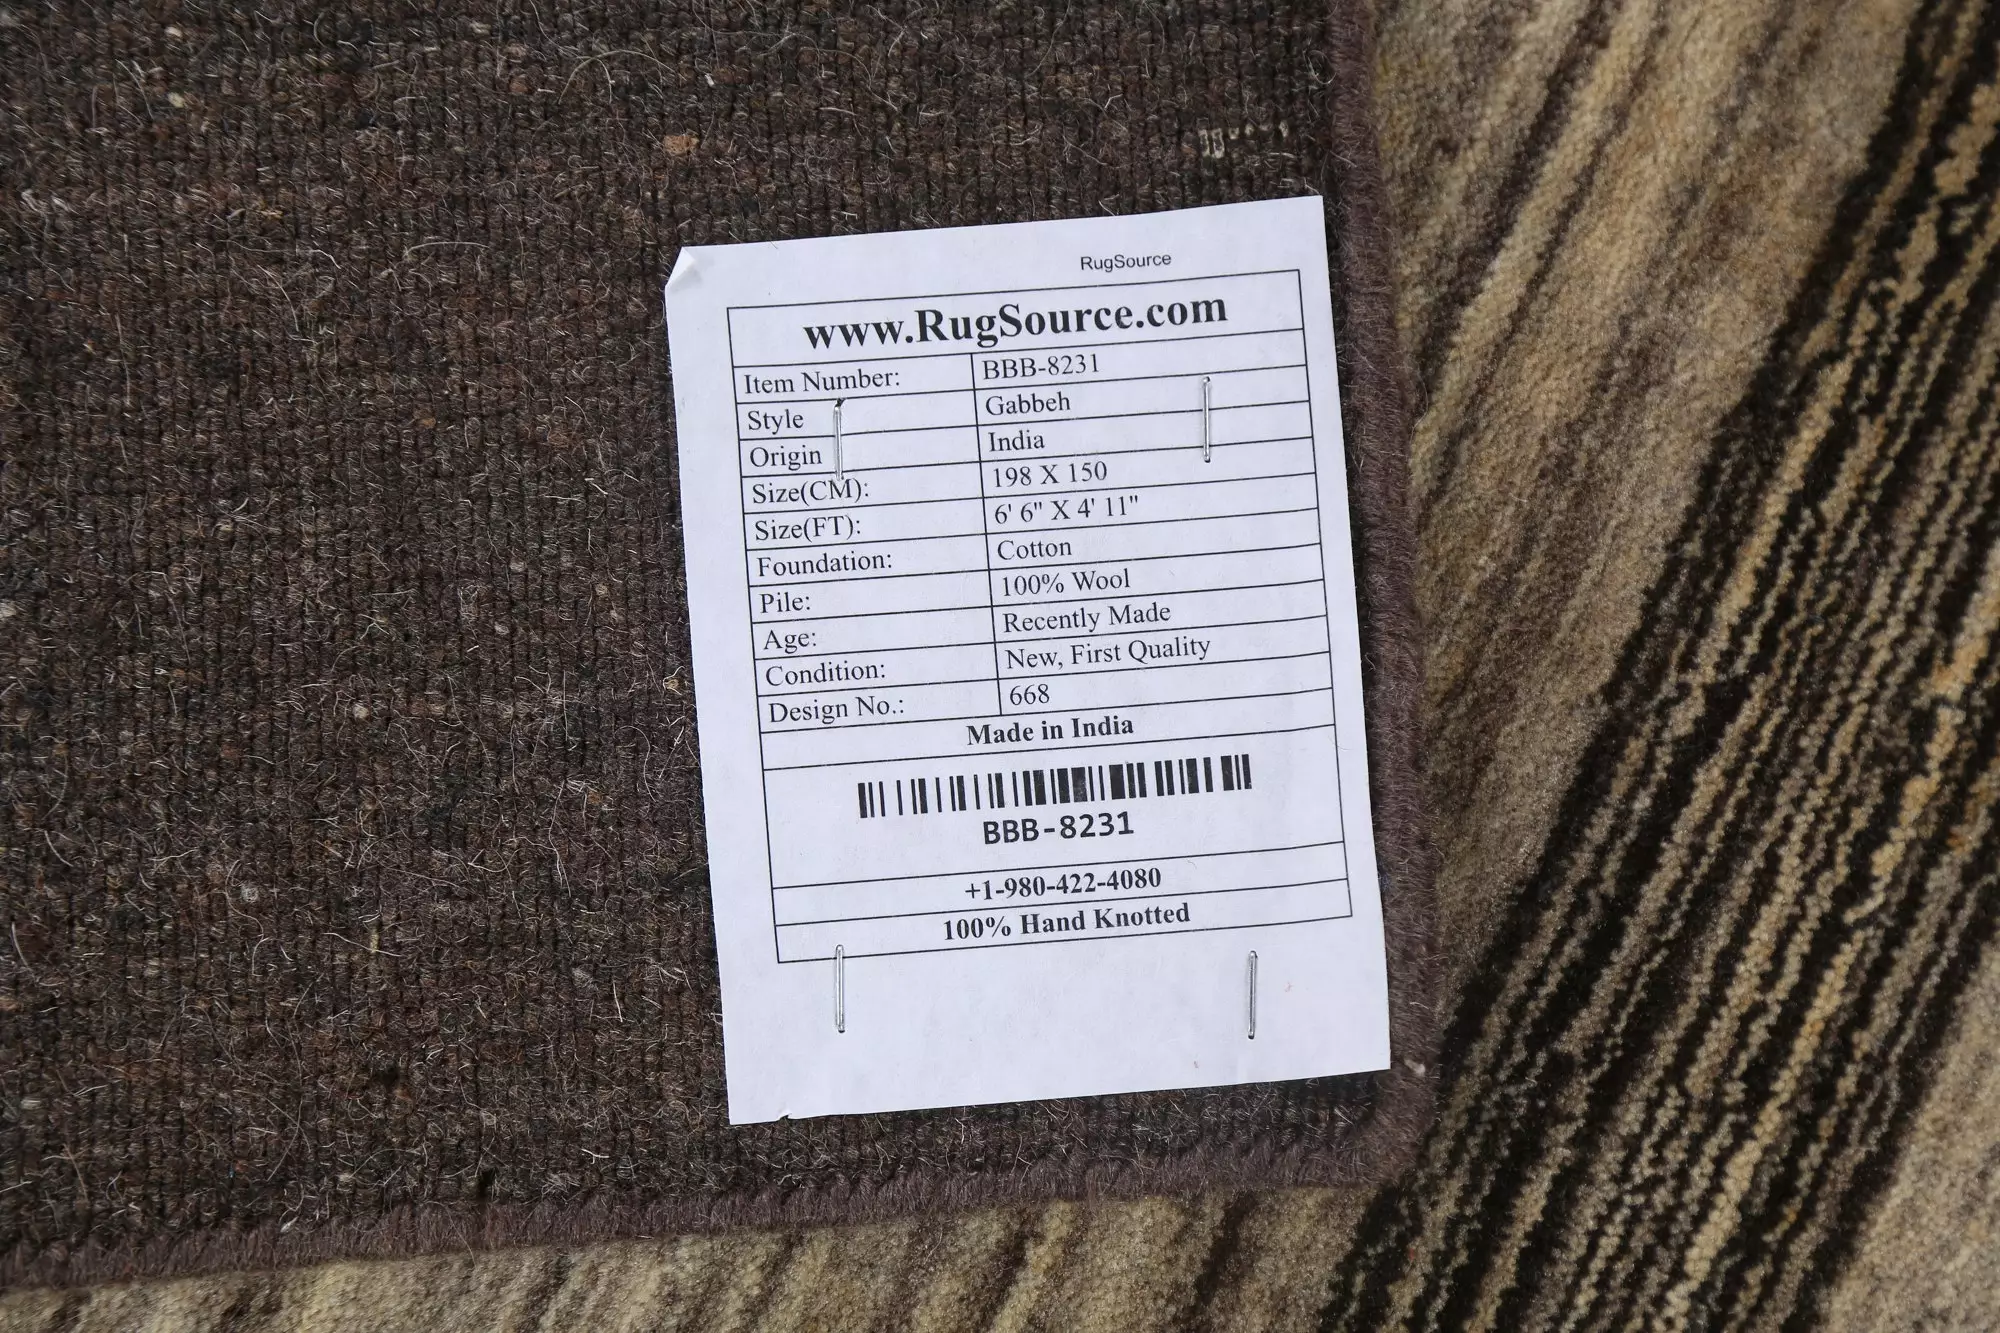 RugSource
www.RugSource.com
Item Number: BBB-8231
Style Gabbeh
Origin India
Size(CM): 198 X 150
Size(FT): 6' 6" X 4' 11"
Foundation: Cotton
Pile: 100% Wool
Age: Recently Made
Condition: New, First Quality
Design No.: 668
Made in India
BBB-8231
+1-980-422-4080
100% Hand Knotted